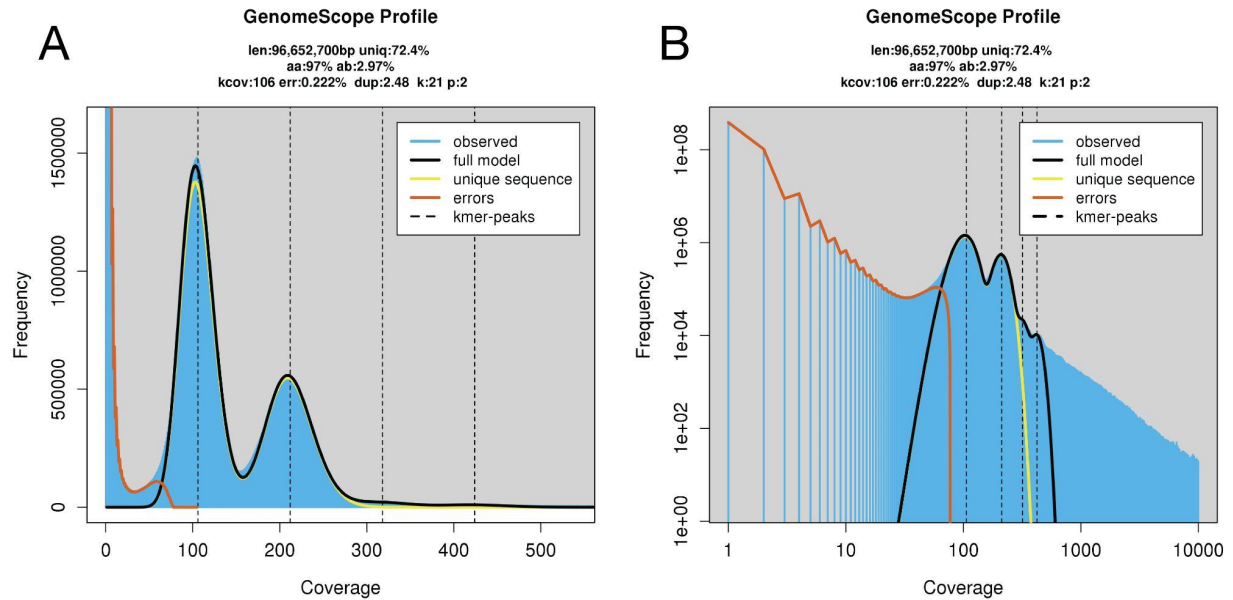 A
GenomeScope Profile
len:96,652,700bp uniq:72.4%
aa:97% ab:2.97%
kcov:106 err:0.222% dup:2.48 k:21 p:2
observed
full model
unique sequence
errors
kmer-peaks
Frequency
1500000
1000000
500000
0
0 100 200 300 400 500
Coverage
B
GenomeScope Profile
len:96,652,700bp uniq:72.4%
aa:97% ab:2.97%
kcov:106 err:0.222% dup:2.48 k:21 p:2
observed
full model
unique sequence
errors
kmer-peaks
Frequency
1e+08
1e+06
1e+04
1e+02
1e+00
1 10 100 1000 10000
Coverage